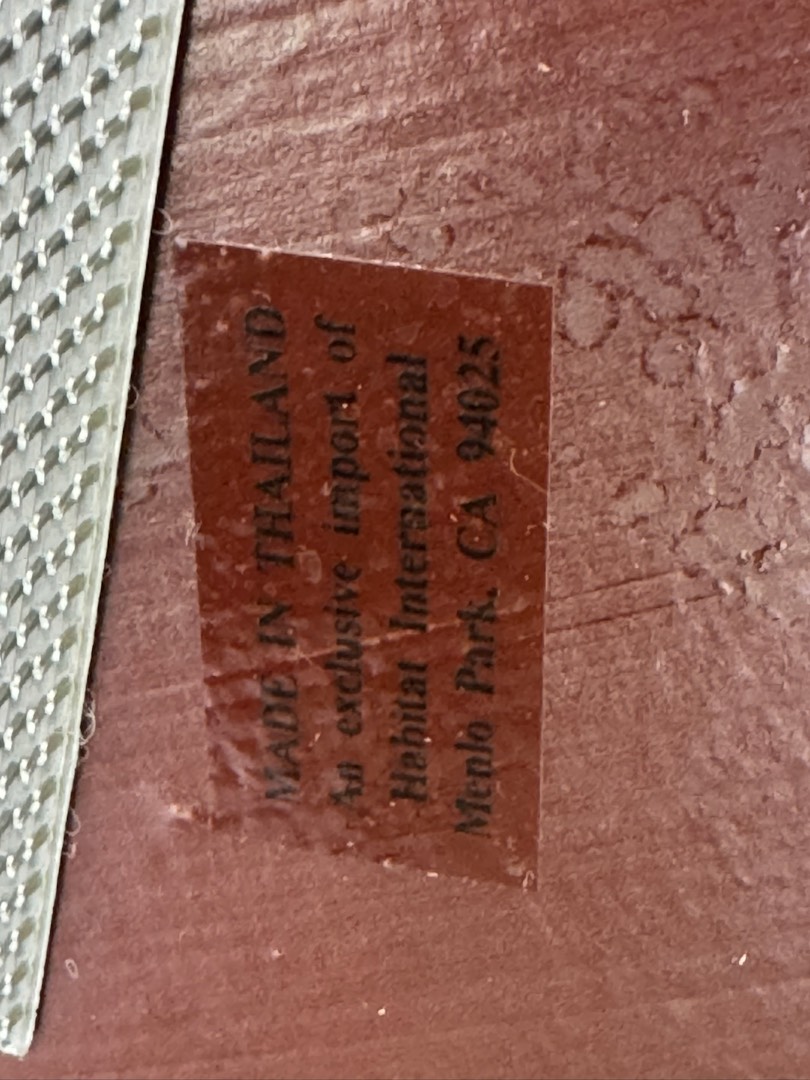 MADE IN THAILAND
An exclusive import of
Habitat International
Menlo Park, CA 94025